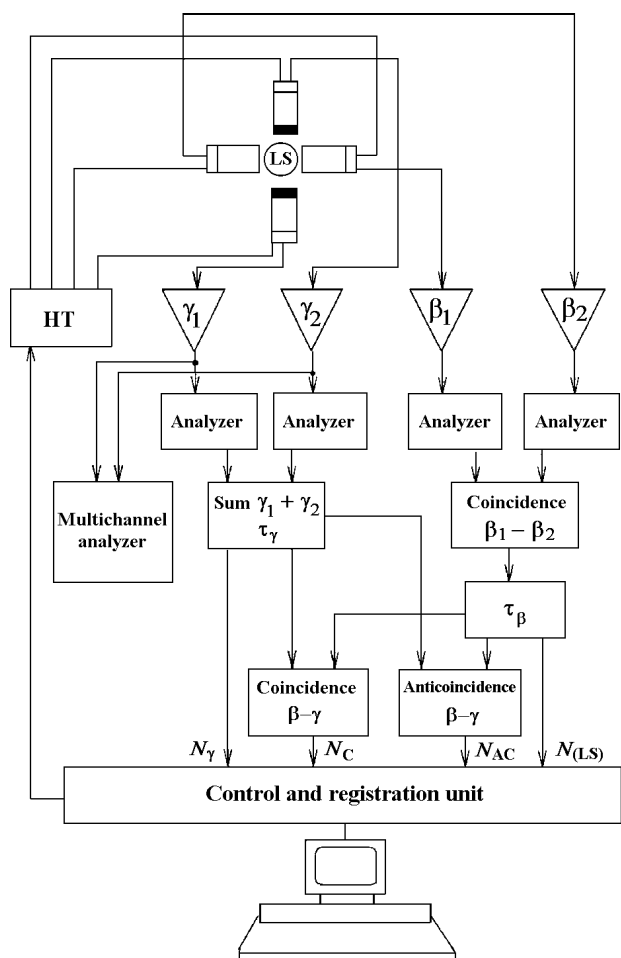 LS
HT
γ1
γ2
β1
β2
Analyzer
Analyzer
Analyzer
Analyzer
Multichannel
analyzer
Sum γ1 + γ2
τγ
Coincidence
β1 – β2
τβ
Coincidence
β–γ
Anticoincidence
β–γ
Nγ
NC
NAC
N(LS)
Control and registration unit